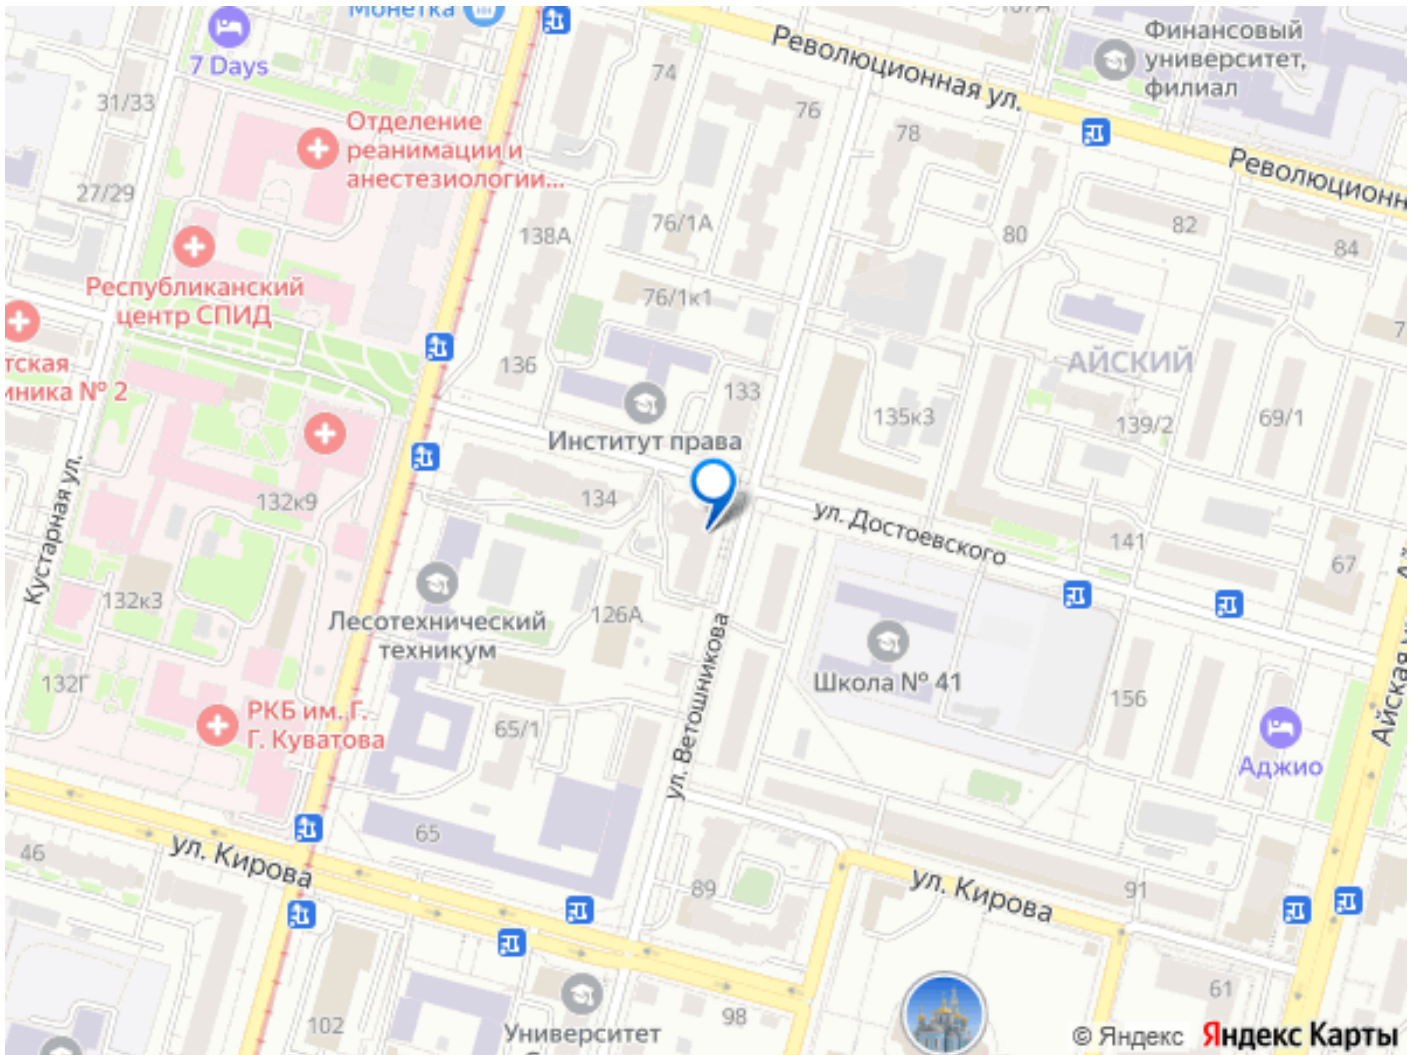 Монетка
7 Days
74
Революционная ул.
Финансовый
университет,
филиал
31/33
Отделение
реанимации и
анестезиологии...
76
78
Революционн
27/29
138А
76/1А
80
82
84
Республиканский
центр СПИД
76/1к1
АЙСКИЙ
тская
иника № 2
136
133
135к3
139/2
69/1
Институт права
132к9
134
ул. Достоевского
141
67
Кустарная ул.
132к3
Лесотехнический
техникум
126А
Школа № 41
132Г
156
РКБ им. Г.
Г. Куватова
65/1
ул. Ветошникова
Айская у
Аджио
65
46
ул. Кирова
89
ул. Кирова
91
61
102
Университет
98
© Яндекс Яндекс Карты